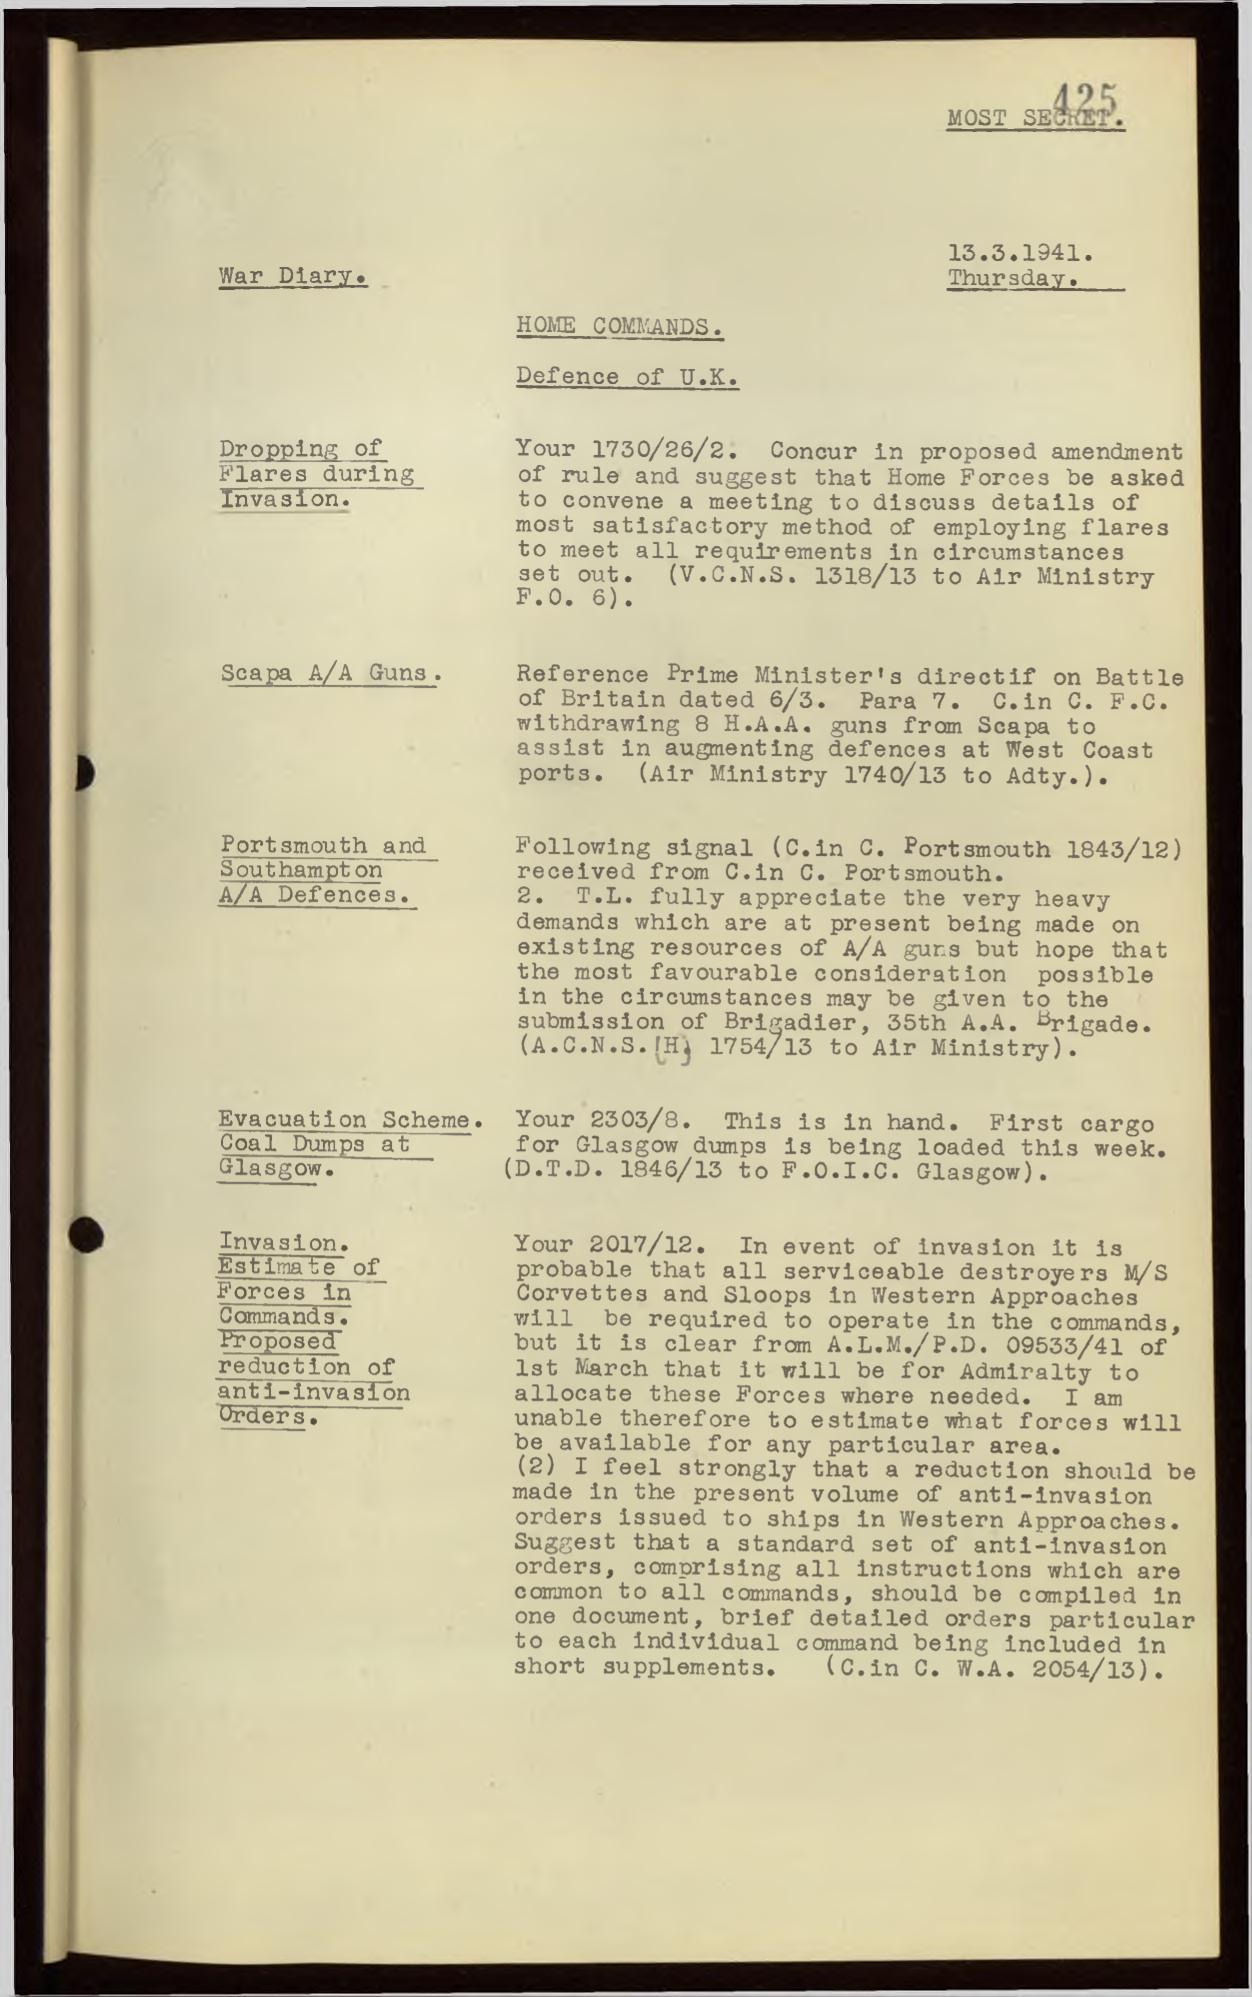 425
MOST SECRET.
13.3.1941.
War Diary.
Thursday.
HOME COMMANDS.
Defence of U.K.
Dropping of
Flares during
Invasion.
Your 1730/26/2. Concur in proposed amendment
of rule and suggest that Home Forces be asked
to convene a meeting to discuss details of
most satisfactory method of employing flares
to meet all requirements in circumstances
set out. (V.C.N.S. 1318/13 to Air Ministry
F.O. 6).
Scapa A/A Guns.
Reference Prime Minister's directif on Battle
of Britain dated 6/3. Para 7. C.in C. F.C.
withdrawing 8 H.A.A. guns from Scapa to
assist in augmenting defences at West Coast
ports. (Air Ministry 1740/13 to Adty.).
Portsmouth and
Southampton
A/A Defences.
Following signal (C.in C. Portsmouth 1843/12)
received from C.in C. Portsmouth.
2. T.L. fully appreciate the very heavy
demands which are at present being made on
existing resources of A/A guns but hope that
the most favourable consideration possible
in the circumstances may be given to the
submission of Brigadier, 35th A.A. Brigade.
(A.C.N.S.(H) 1754/13 to Air Ministry).
Evacuation Scheme.
Coal Dumps at
Glasgow.
Your 2303/8. This is in hand. First cargo
for Glasgow dumps is being loaded this week.
(D.T.D. 1846/13 to F.O.I.C. Glasgow).
Invasion.
Estimate of
Forces in
Commands.
Proposed
reduction of
anti-invasion
Orders.
Your 2017/12. In event of invasion it is
probable that all serviceable destroyers M/S
Corvettes and Sloops in Western Approaches
will be required to operate in the commands,
but it is clear from A.L.M./P.D. 09533/41 of
1st March that it will be for Admiralty to
allocate these Forces where needed. I am
unable therefore to estimate what forces will
be available for any particular area.
(2) I feel strongly that a reduction should be
made in the present volume of anti-invasion
orders issued to ships in Western Approaches.
Suggest that a standard set of anti-invasion
orders, comprising all instructions which are
common to all commands, should be compiled in
one document, brief detailed orders particular
to each individual command being included in
short supplements. (C.in C. W.A. 2054/13).